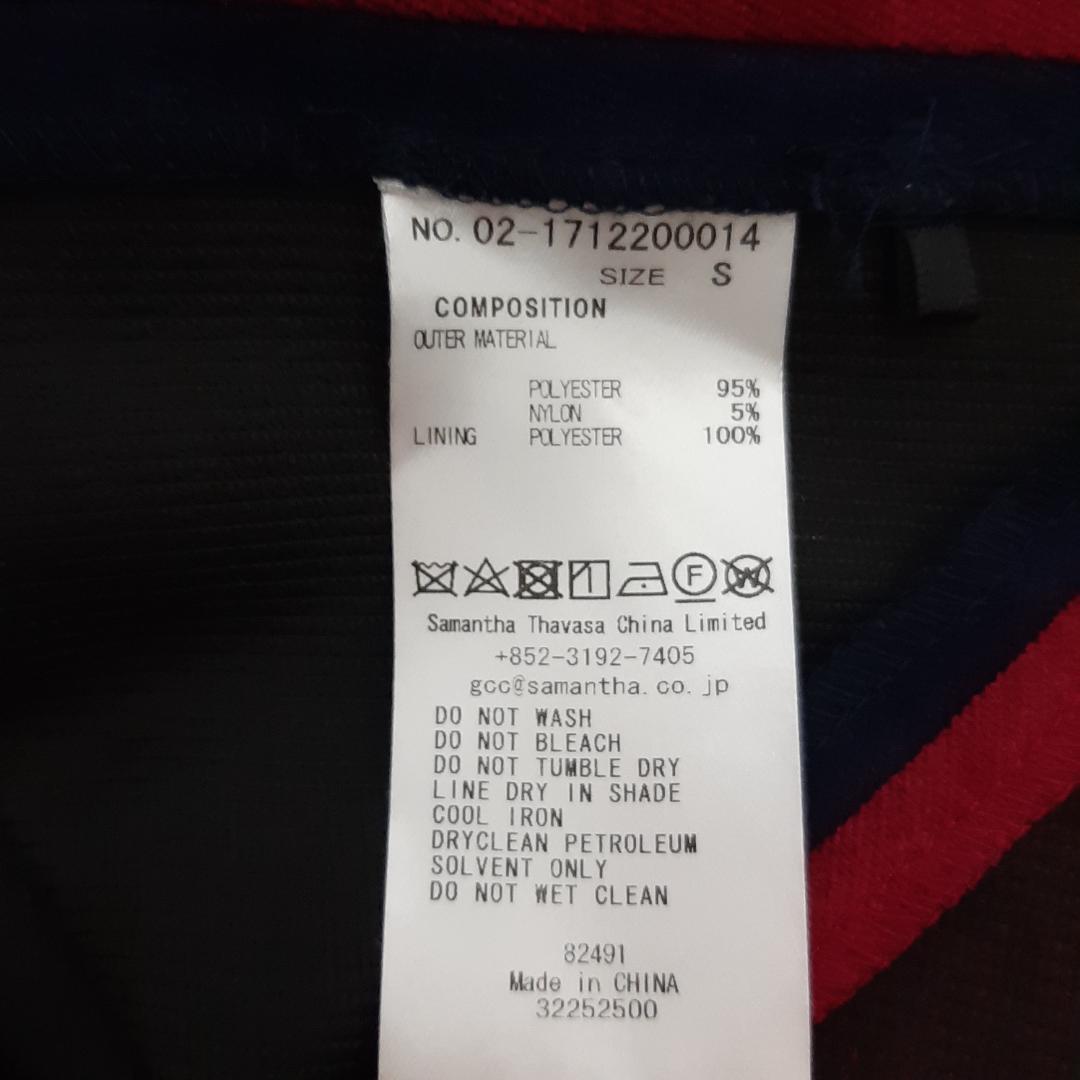 NO. 02-1712200014
SIZE S
COMPOSITION
OUTER MATERIAL
POLYESTER 95%
NYLON 5%
LINING POLYESTER 100%
F W
Samantha Thavasa China Limited
+852-3192-7405
gcc@samantha.co.jp
DO NOT WASH
DO NOT BLEACH
DO NOT TUMBLE DRY
LINE DRY IN SHADE
COOL IRON
DRYCLEAN PETROLEUM
SOLVENT ONLY
DO NOT WET CLEAN
82491
Made in CHINA
32252500